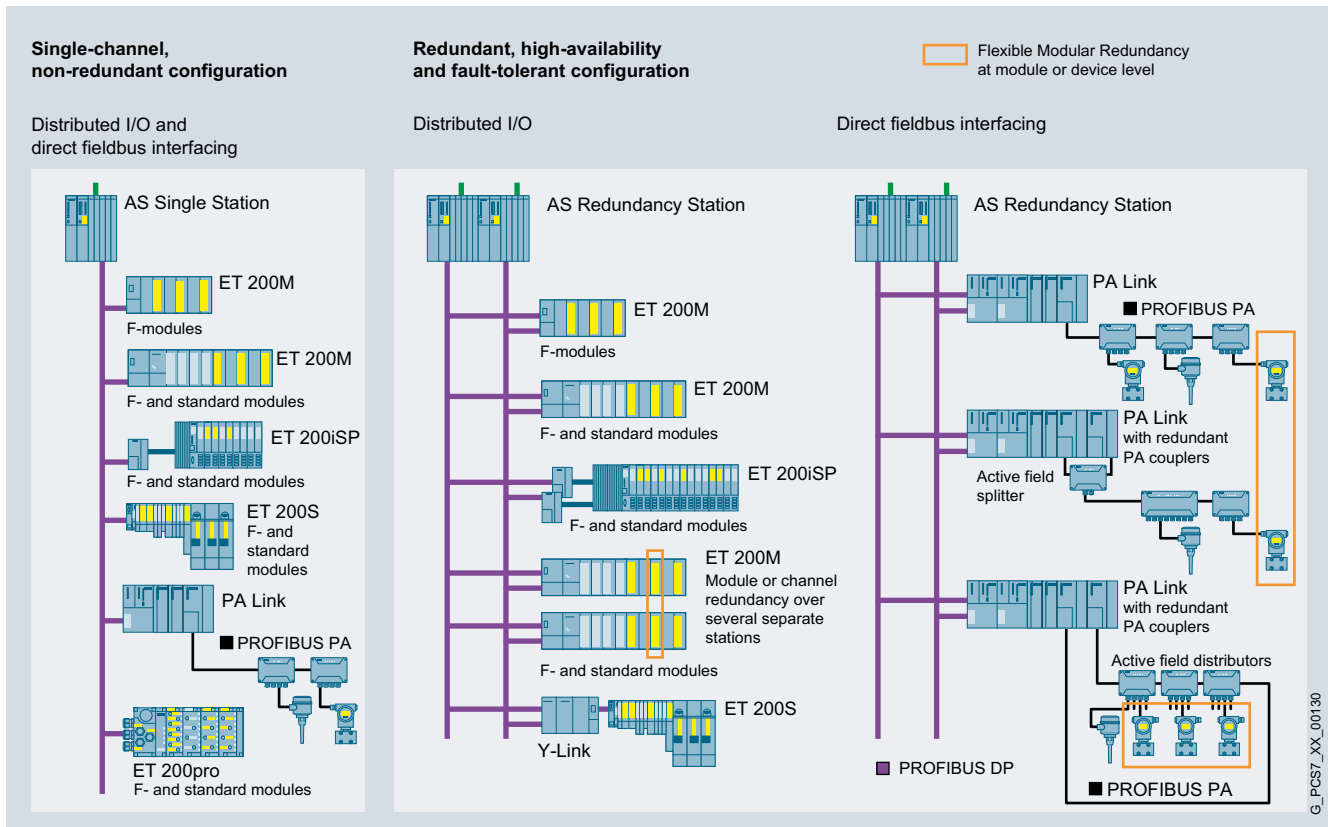 Single-channel,
non-redundant configuration
Redundant, high-availability
and fault-tolerant configuration
Flexible Modular Redundancy
at module or device level
Distributed I/O and
direct fieldbus interfacing
Distributed I/O
Direct fieldbus interfacing
AS Single Station
ET 200M
F-modules
ET 200M
F- and standard modules
ET 200iSP
F- and standard modules
ET 200S
F- and
standard
modules
PA Link
PROFIBUS PA
ET 200pro
F- and standard modules
AS Redundancy Station
ET 200M
F-modules
ET 200M
F- and standard modules
ET 200iSP
F- and standard modules
ET 200M
Module or channel
redundancy over
several separate
stations
F- and standard modules
ET 200S
Y-Link
AS Redundancy Station
PA Link
PROFIBUS PA
PA Link
with redundant
PA couplers
Active field
splitter
PA Link
with redundant
PA couplers
Active field distributors
PROFIBUS DP
PROFIBUS PA
G_PCS7_XX_00130